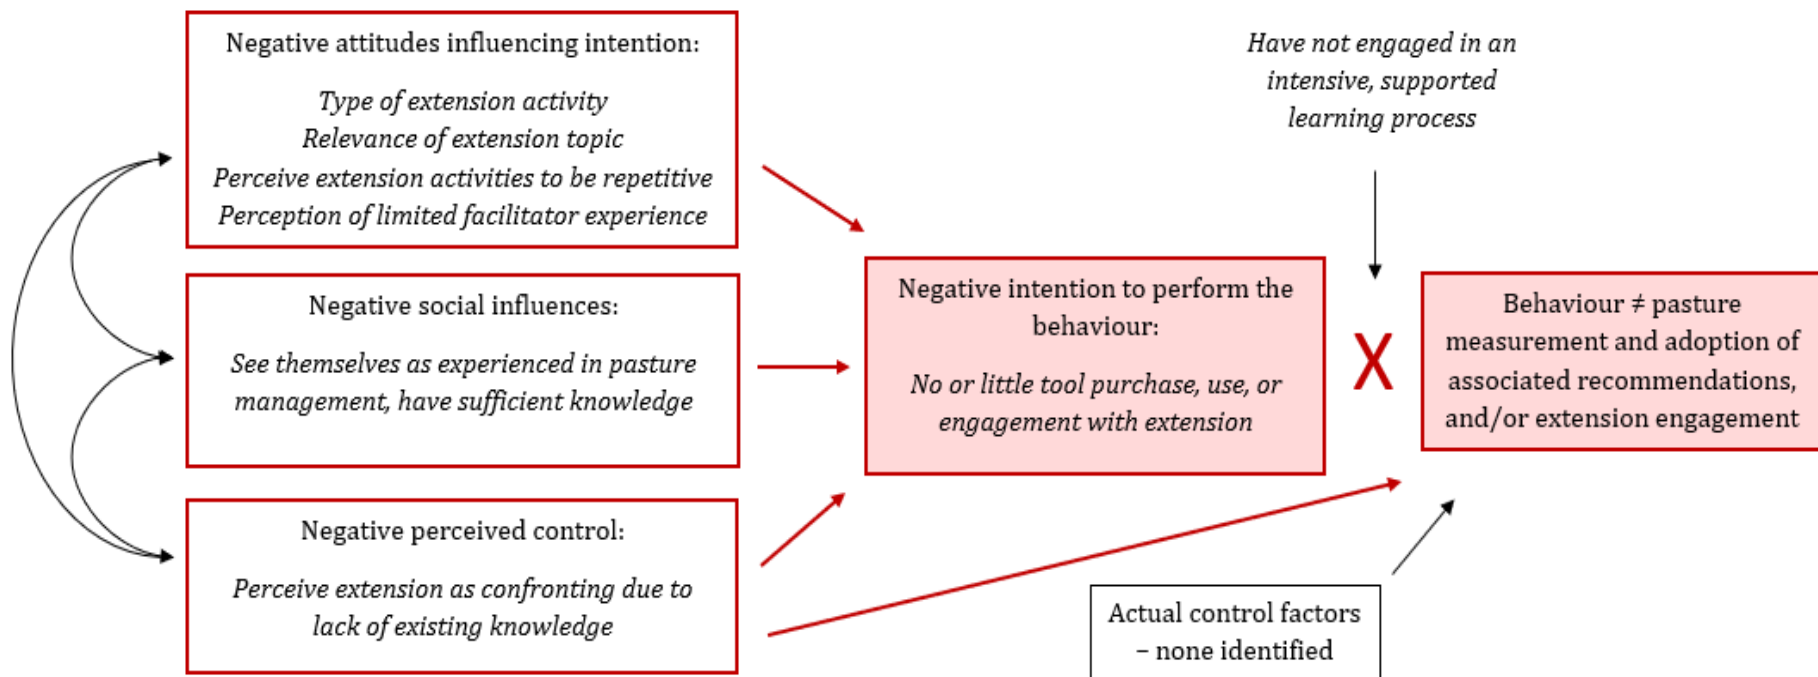 Negative attitudes influencing intention:
Type of extension activity
Relevance of extension topic
Perceive extension activities to be repetitive
Perception of limited facilitator experience
Negative social influences:
See themselves as experienced in pasture
management, have sufficient knowledge
Negative perceived control:
Perceive extension as confronting due to
lack of existing knowledge
Negative intention to perform the
behaviour:
No or little tool purchase, use, or
engagement with extension
Have not engaged in an
intensive, supported
learning process
X
Behaviour ≠ pasture
measurement and adoption of
associated recommendations,
and/or extension engagement
Actual control factors
– none identified